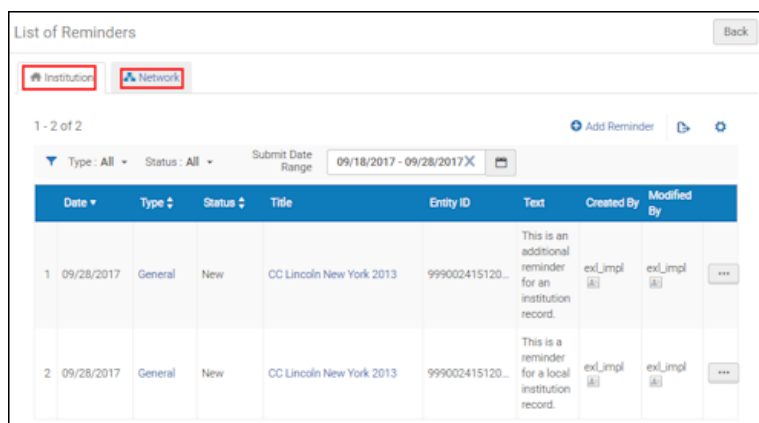 List of Reminders
Back
Institution
Network
1 - 2 of 2
Add Reminder
Type : All
Status : All
Submit Date
Range
09/18/2017 - 09/28/2017
Date
Type
Status
Title
Entity ID
Text
Created By
Modified
By
1 09/28/2017 General New CC Lincoln New York 2013 999002415120... This is an
additional
reminder
for an
institution
record.
exl_impl
exl_impl
2 09/28/2017 General New CC Lincoln New York 2013 999002415120... This is a
reminder
for a local
institution
record.
exl_impl
exl_impl